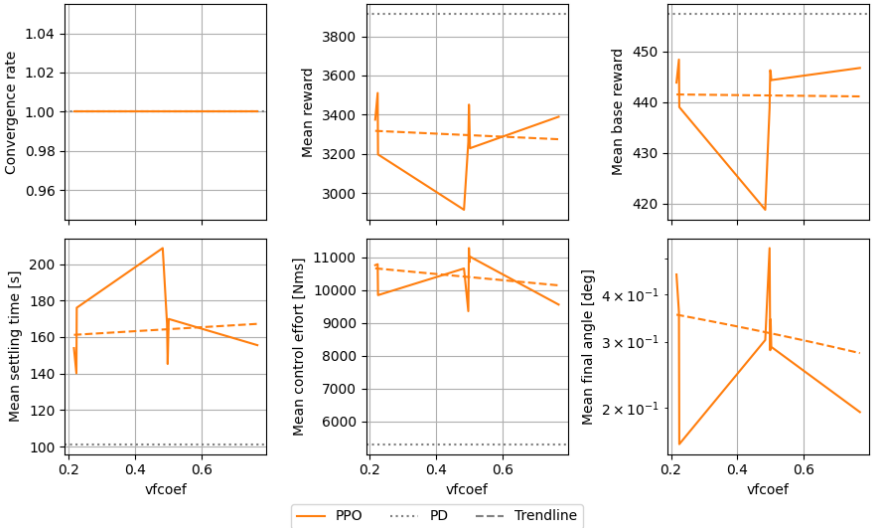 Convergence rate
1.04
1.02
1.00
0.98
0.96
Mean reward
3800
3600
3400
3200
3000
Mean base reward
450
440
430
420
Mean settling time [s]
200
180
160
140
120
100
0.2 0.4 0.6
vfcoef
Mean control effort [Nms]
11000
10000
9000
8000
7000
6000
0.2 0.4 0.6
vfcoef
Mean final angle [deg]
4 × 10⁻¹
3 × 10⁻¹
2 × 10⁻¹
0.2 0.4 0.6
vfcoef
PPO PD Trendline